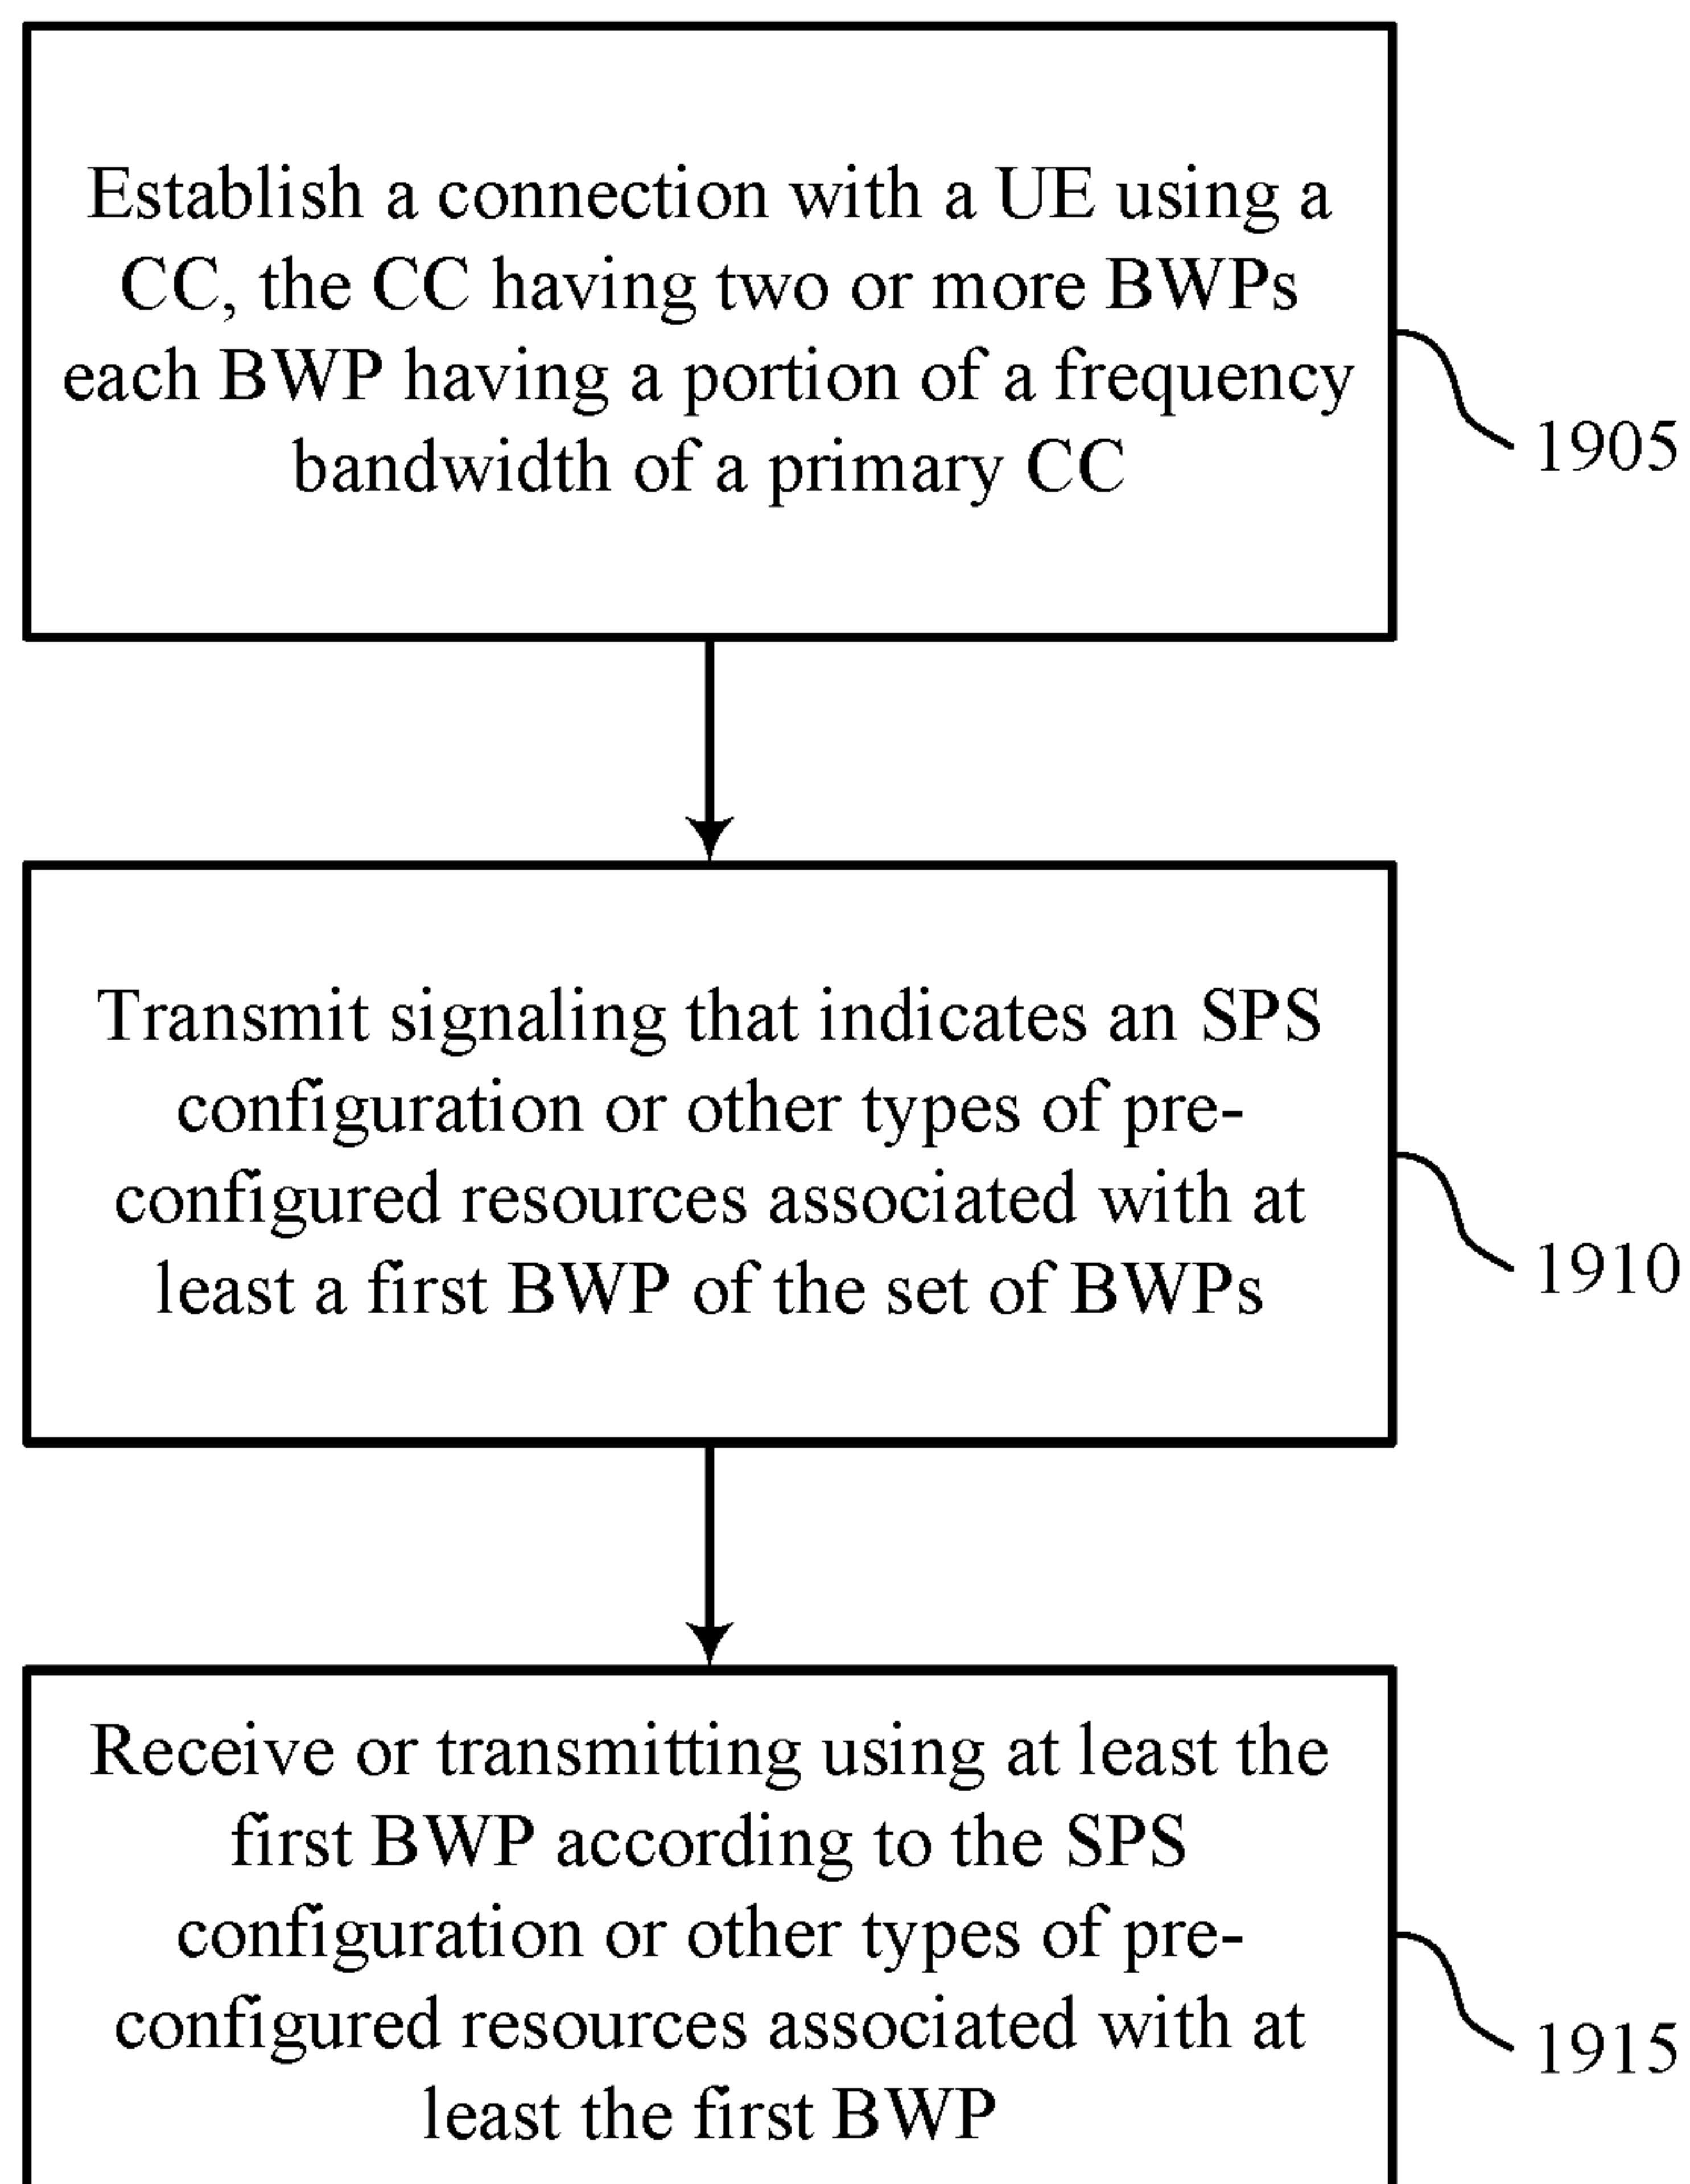 Establish a connection with a UE using a
CC, the CC having two or more BWPs
each BWP having a portion of a frequency
bandwidth of a primary CC
1905
Transmit signaling that indicates an SPS
configuration or other types of pre-
configured resources associated with at
least a first BWP of the set of BWPs
1910
Receive or transmitting using at least the
first BWP according to the SPS
configuration or other types of pre-
configured resources associated with at
least the first BWP
1915